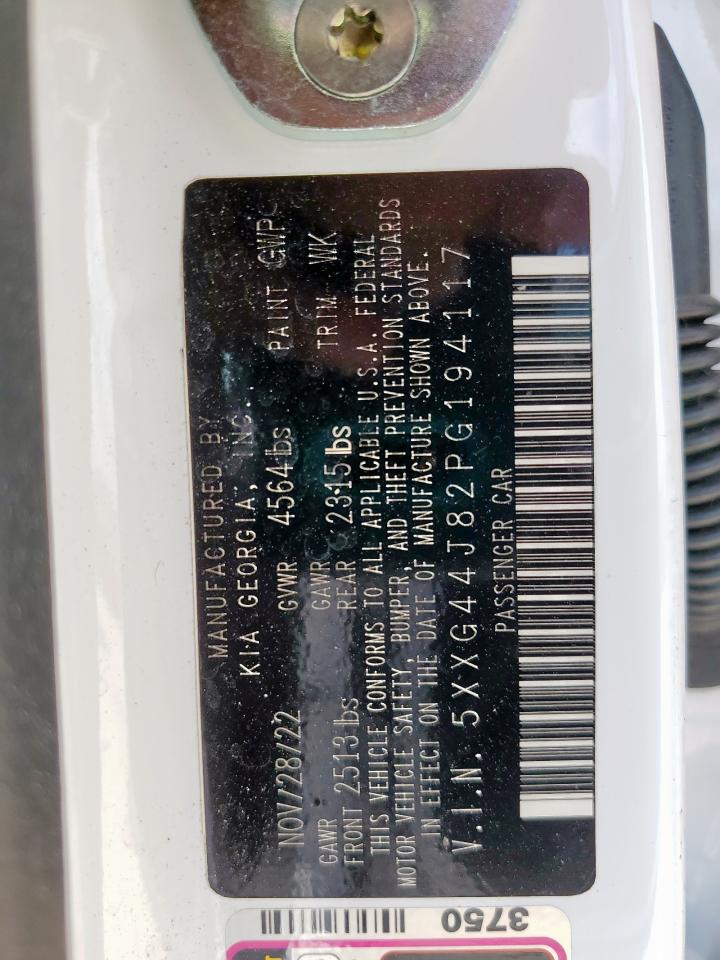 MANUFACTURED BY
KIA GEORGIA, INC.
NOV/28/22 GVWR 4564lbs PAINT GWP
GAWR FRONT 2513lbs GAWR REAR 2315lbs TRIM WK
THIS VEHICLE CONFORMS TO ALL APPLICABLE U.S.A. FEDERAL
MOTOR VEHICLE SAFETY, BUMPER, AND THEFT PREVENTION STANDARDS
IN EFFECT ON THE DATE OF MANUFACTURE SHOWN ABOVE.
V.I.N. 5XXG44J82PG194117
PASSENGER CAR
3750